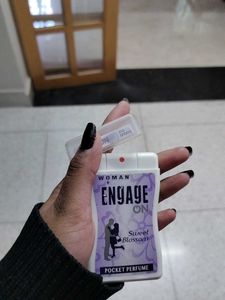 WOMAN
ENGAGE
ON
Sweet
Blossom
POCKET PERFUME